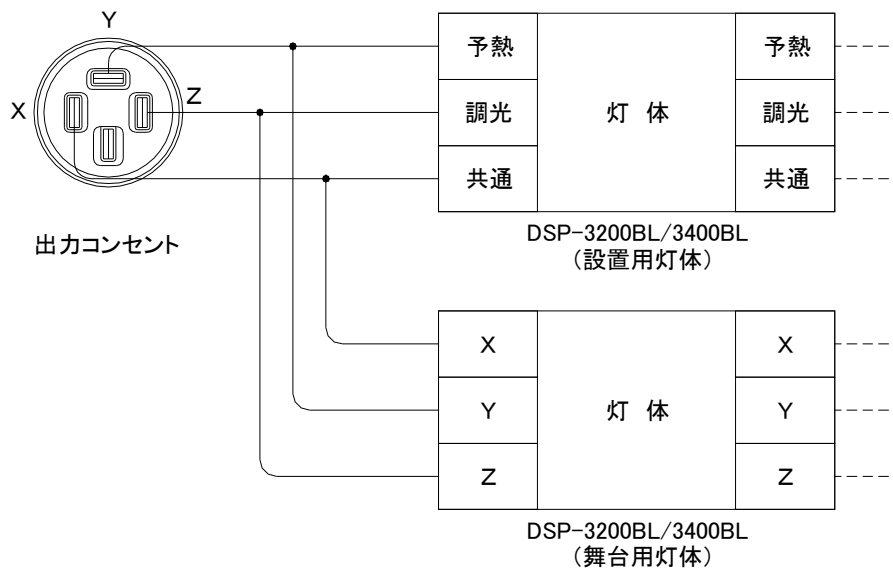 Y
X
Z
出力コンセント
予熱
調光
共通
灯 体
予熱
調光
共通
DSP-3200BL/3400BL
(設置用灯体)
X
Y
Z
灯 体
X
Y
Z
DSP-3200BL/3400BL
(舞台用灯体)